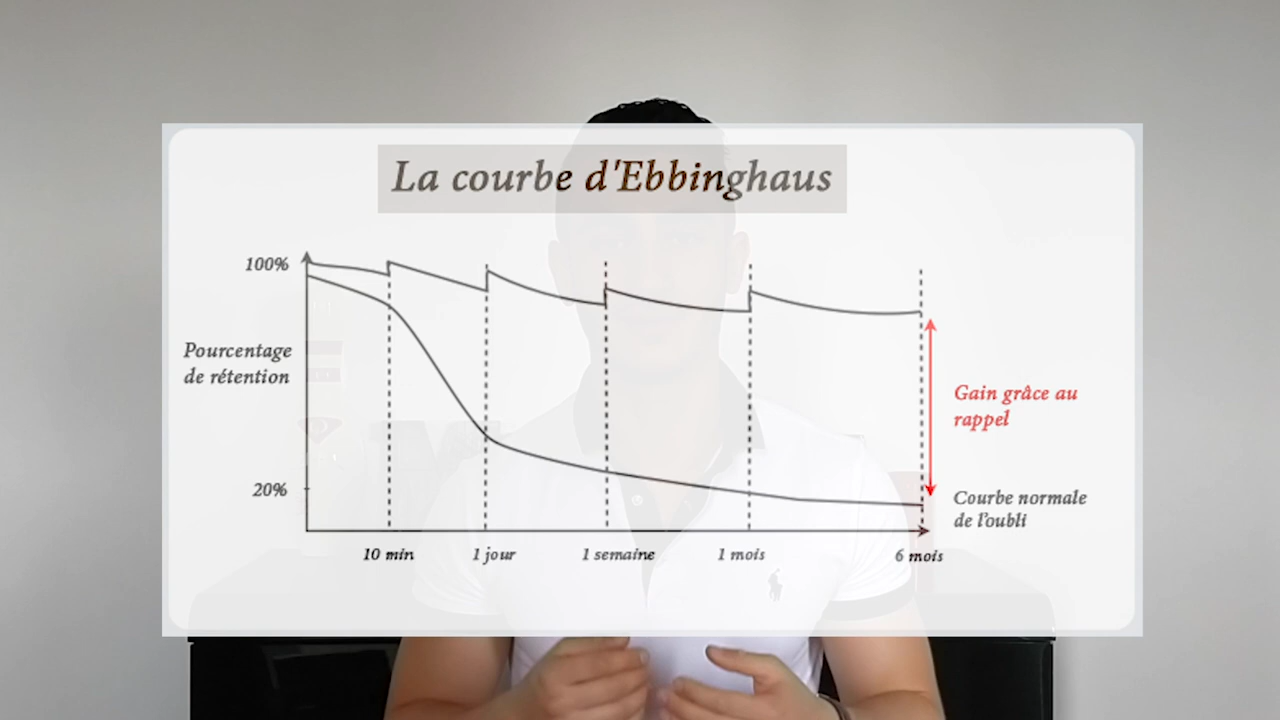 La courbe d'Ebbinghaus
100%
Pourcentage
de rétention
20%
10 min
1 jour
1 semaine
1 mois
6 mois
Gain grâce au
rappel
Courbe normale
de l'oubli